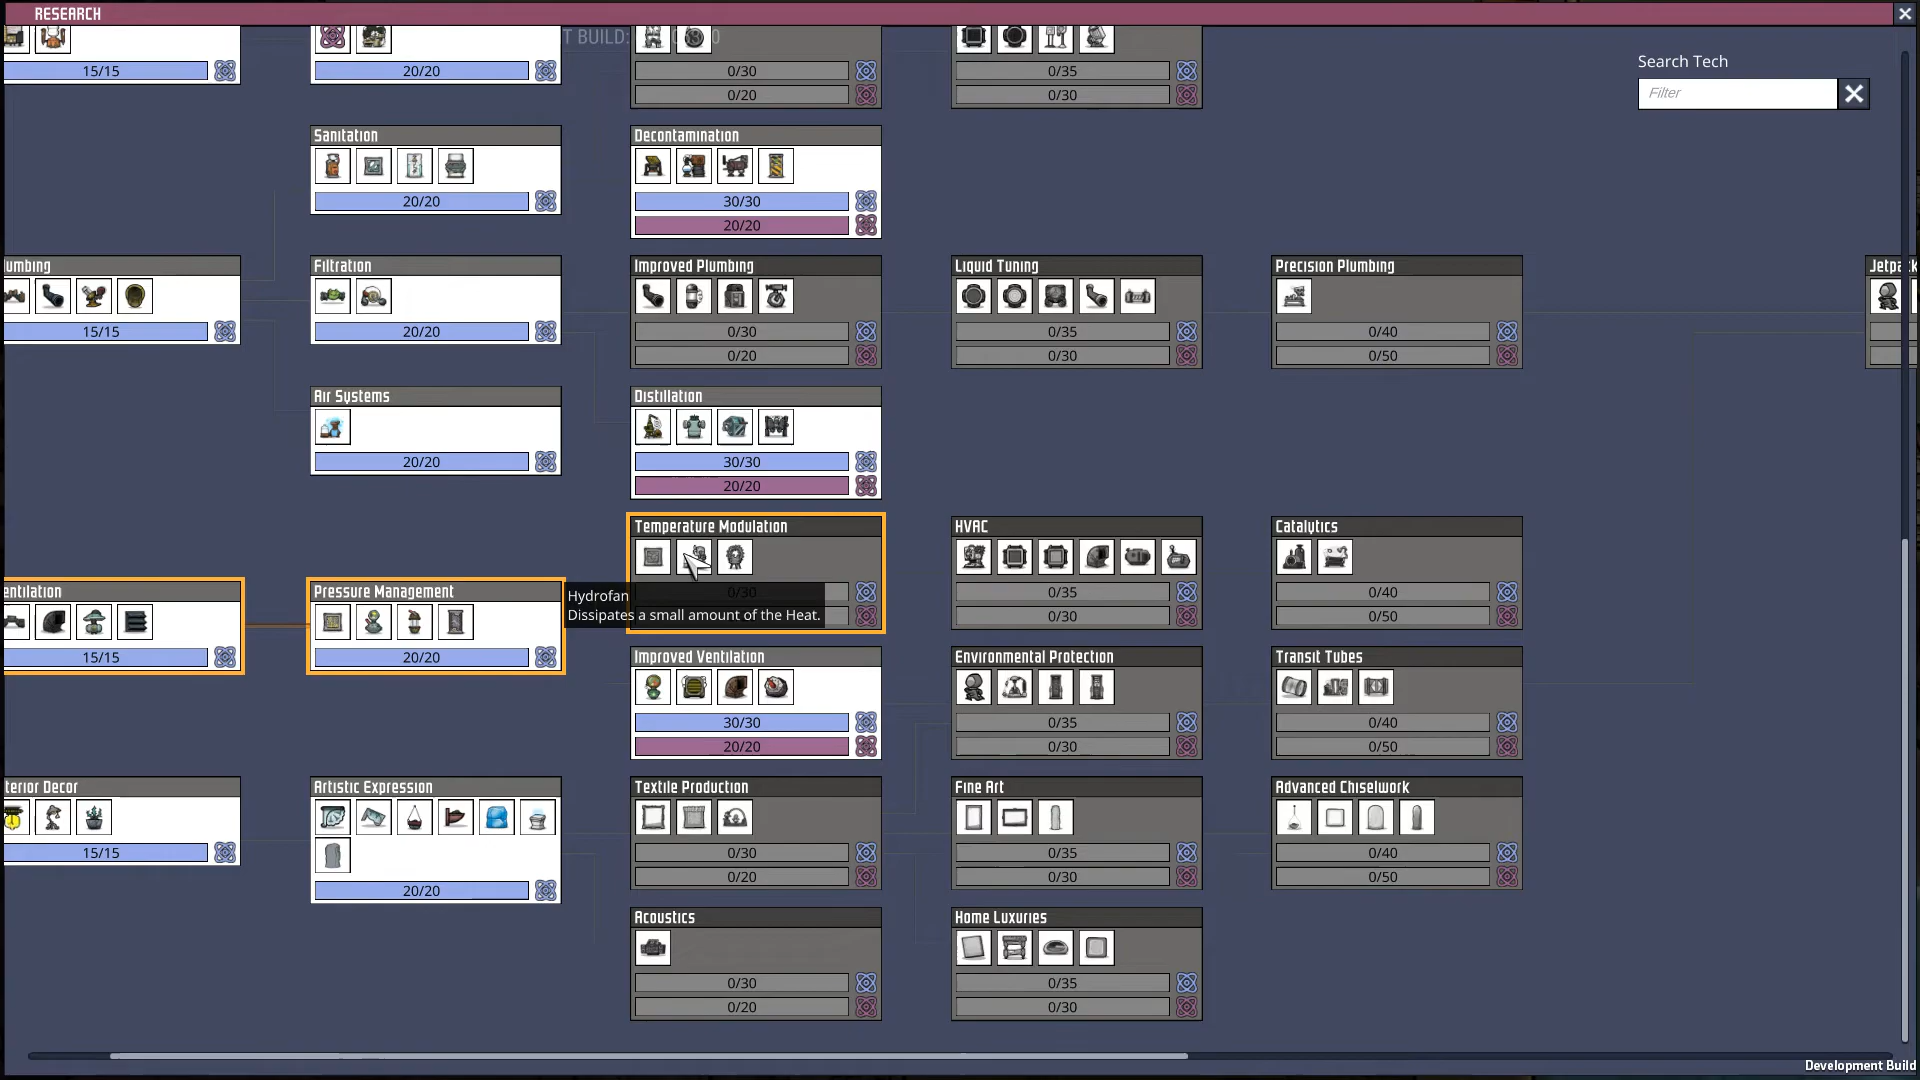 RESEARCH
T BUILD:
Search Tech
Filter
15/15
20/20
0/30
0/20
0/35
0/30
Sanitation
20/20
Decontamination
30/30
20/20
umbing
15/15
Filtration
20/20
Improved Plumbing
0/30
0/20
Liquid Tuning
0/35
0/30
Precision Plumbing
0/40
0/50
Jetpack
Air Systems
20/20
Distillation
30/30
20/20
Temperature Modulation
0/30
HVAC
0/35
0/30
Catalytics
0/40
0/50
entilation
15/15
Pressure Management
20/20
Hydrofan
Dissipates a small amount of the Heat.
Improved Ventilation
30/30
20/20
Environmental Protection
0/35
0/30
Transit Tubes
0/40
0/50
terior Decor
15/15
Artistic Expression
20/20
Textile Production
0/30
0/20
Fine Art
0/35
0/30
Advanced Chiselwork
0/40
0/50
Acoustics
0/30
0/20
Home Luxuries
0/35
0/30
Development Build